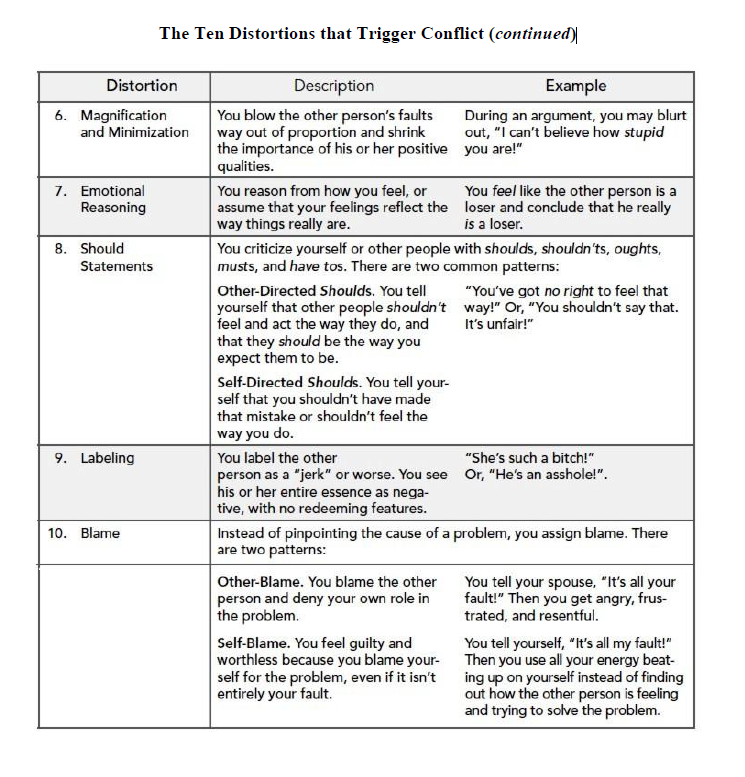 The Ten Distortions that Trigger Conflict (continued)
Distortion Description Example
6. Magnification You blow the other person's faults During an argument, you may blurt
and Minimization way out of proportion and shrink out, "I can't believe how stupid
the importance of his or her positive you are!"
qualities.
7. Emotional You reason from how you feel, or You feel like the other person is a
Reasoning assume that your feelings reflect the loser and conclude that he really
way things really are. is a loser.
8. Should You criticize yourself or other people with shoulds, shouldn'ts, oughts,
Statements musts, and have tos. There are two common patterns:
Other-Directed Shoulds. You tell "You've got no right to feel that
yourself that other people shouldn't way!" Or, "You shouldn't say that.
feel and act the way they do, and It's unfair!"
that they should be the way you
expect them to be.
Self-Directed Shoulds. You tell your-
self that you shouldn't have made
that mistake or shouldn't feel the
way you do.
9. Labeling You label the other "She's such a bitch!"
person as a "jerk" or worse. You see Or, "He's an asshole!".
his or her entire essence as nega-
tive, with no redeeming features.
10. Blame Instead of pinpointing the cause of a problem, you assign blame. There
are two patterns:
Other-Blame. You blame the other You tell your spouse, "It's all your
person and deny your own role in fault!" Then you get angry, frus-
the problem. trated, and resentful.
Self-Blame. You feel guilty and You tell yourself, "It's all my fault!"
worthless because you blame your- Then you use all your energy beat-
self for the problem, even if it isn't ing up on yourself instead of finding
entirely your fault. out how the other person is feeling
and trying to solve the problem.